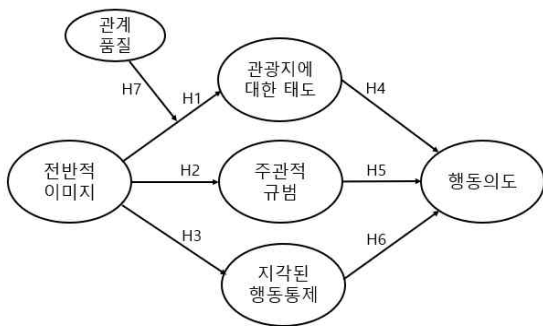 관계
품질
H7
H1
관광지에
대한 태도
H4
전반적
이미지
H2
주관적
규범
H5
행동의도
H3
지각된
행동통제
H6